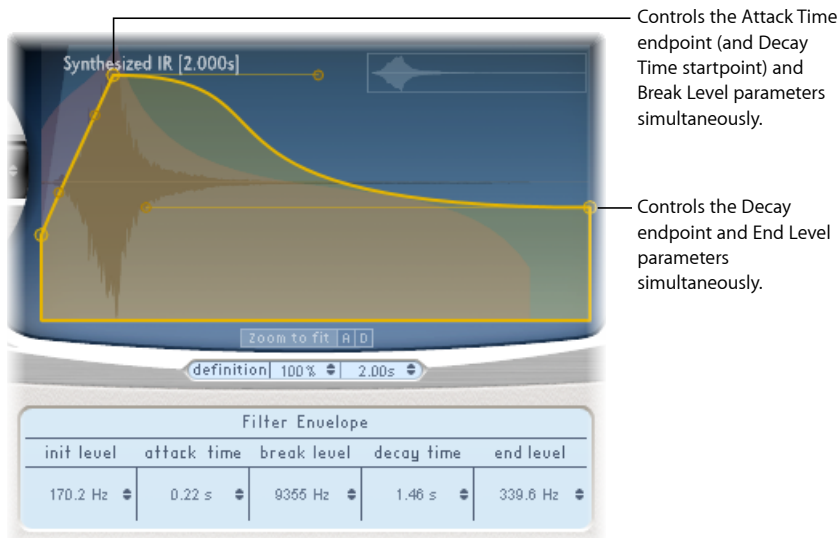 Controls the Attack Time
endpoint (and Decay
Time startpoint) and
Break Level parameters
simultaneously.
Synthesized IR [2.000s]
Controls the Decay
endpoint and End Level
parameters
simultaneously.
Zoom to fit A D
definition 100% 2.00s
Filter Envelope
init level attack time break level decay time end level
170.2 Hz 0.22 s 9355 Hz 1.46 s 339.6 Hz